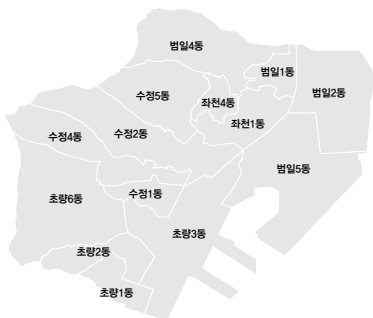 범일4동
범일1동
수정5동
범일2동
좌천4동
좌천1동
수정4동
수정2동
범일5동
수정1동
초량6동
초량3동
초량2동
초량1동